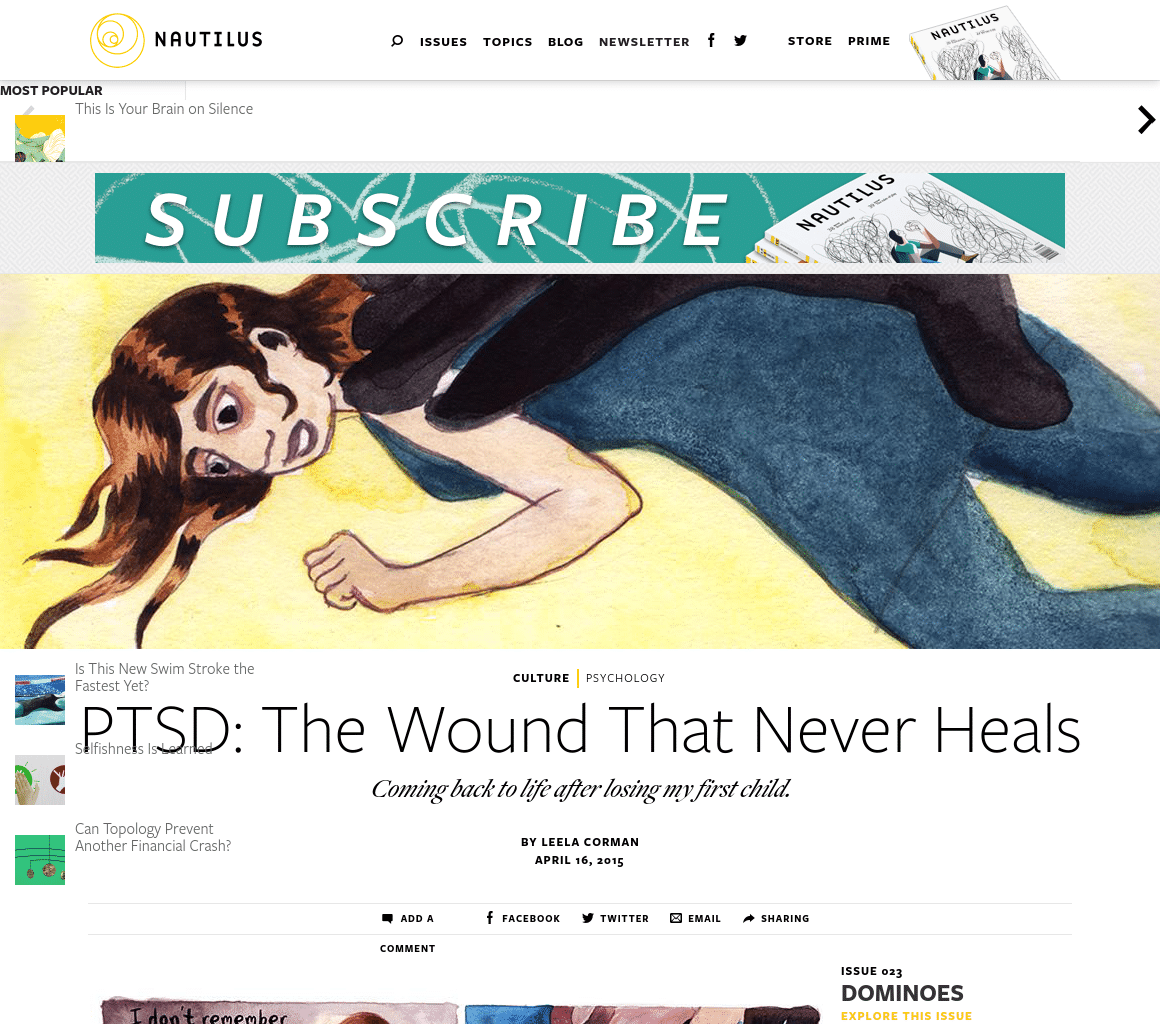 NAUTILUS
ISSUES TOPICS BLOG NEWSLETTER STORE PRIME
NAUTILUS
MOST POPULAR
This Is Your Brain on Silence
SUBSCRIBE
NAUTILUS
Is This New Swim Stroke the
Fastest Yet?
CULTURE PSYCHOLOGY
PTSD: The Wound That Never Heals
Selfishness Is Learned
Coming back to life after losing my first child.
Can Topology Prevent
Another Financial Crash?
BY LEELA CORMAN
APRIL 16, 2015
ADD A
COMMENT
FACEBOOK TWITTER EMAIL SHARING
ISSUE 023
DOMINOES
EXPLORE THIS ISSUE
I don't remember